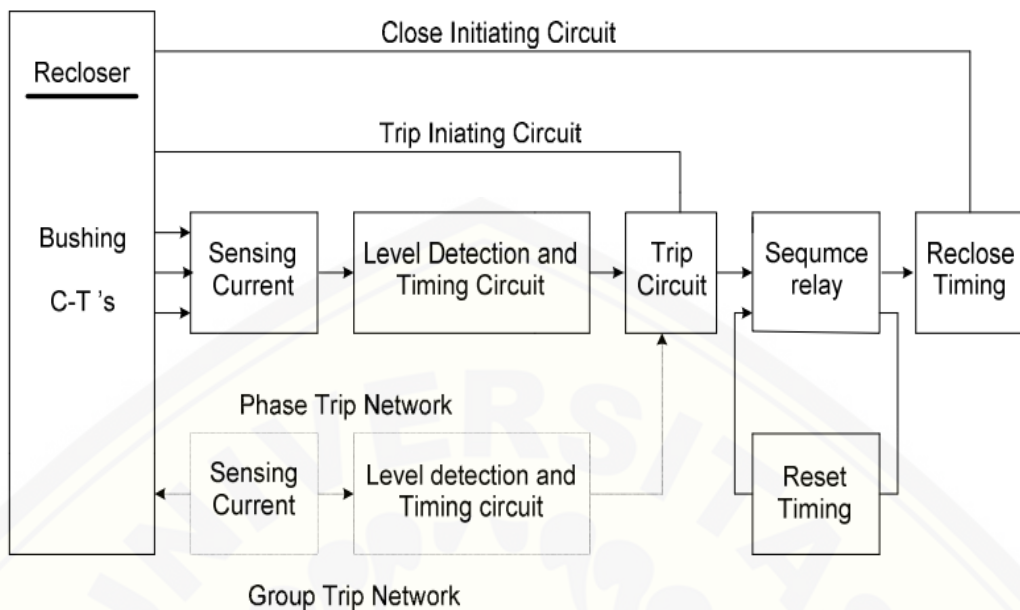 Close Initiating Circuit
Recloser
Trip Iniating Circuit
Bushing
C-T 's
Sensing
Current
Level Detection and
Timing Circuit
Trip
Circuit
Sequmce
relay
Reclose
Timing
Phase Trip Network
Sensing
Current
Level detection and
Timing circuit
Reset
Timing
Group Trip Network
UNIVERSITA